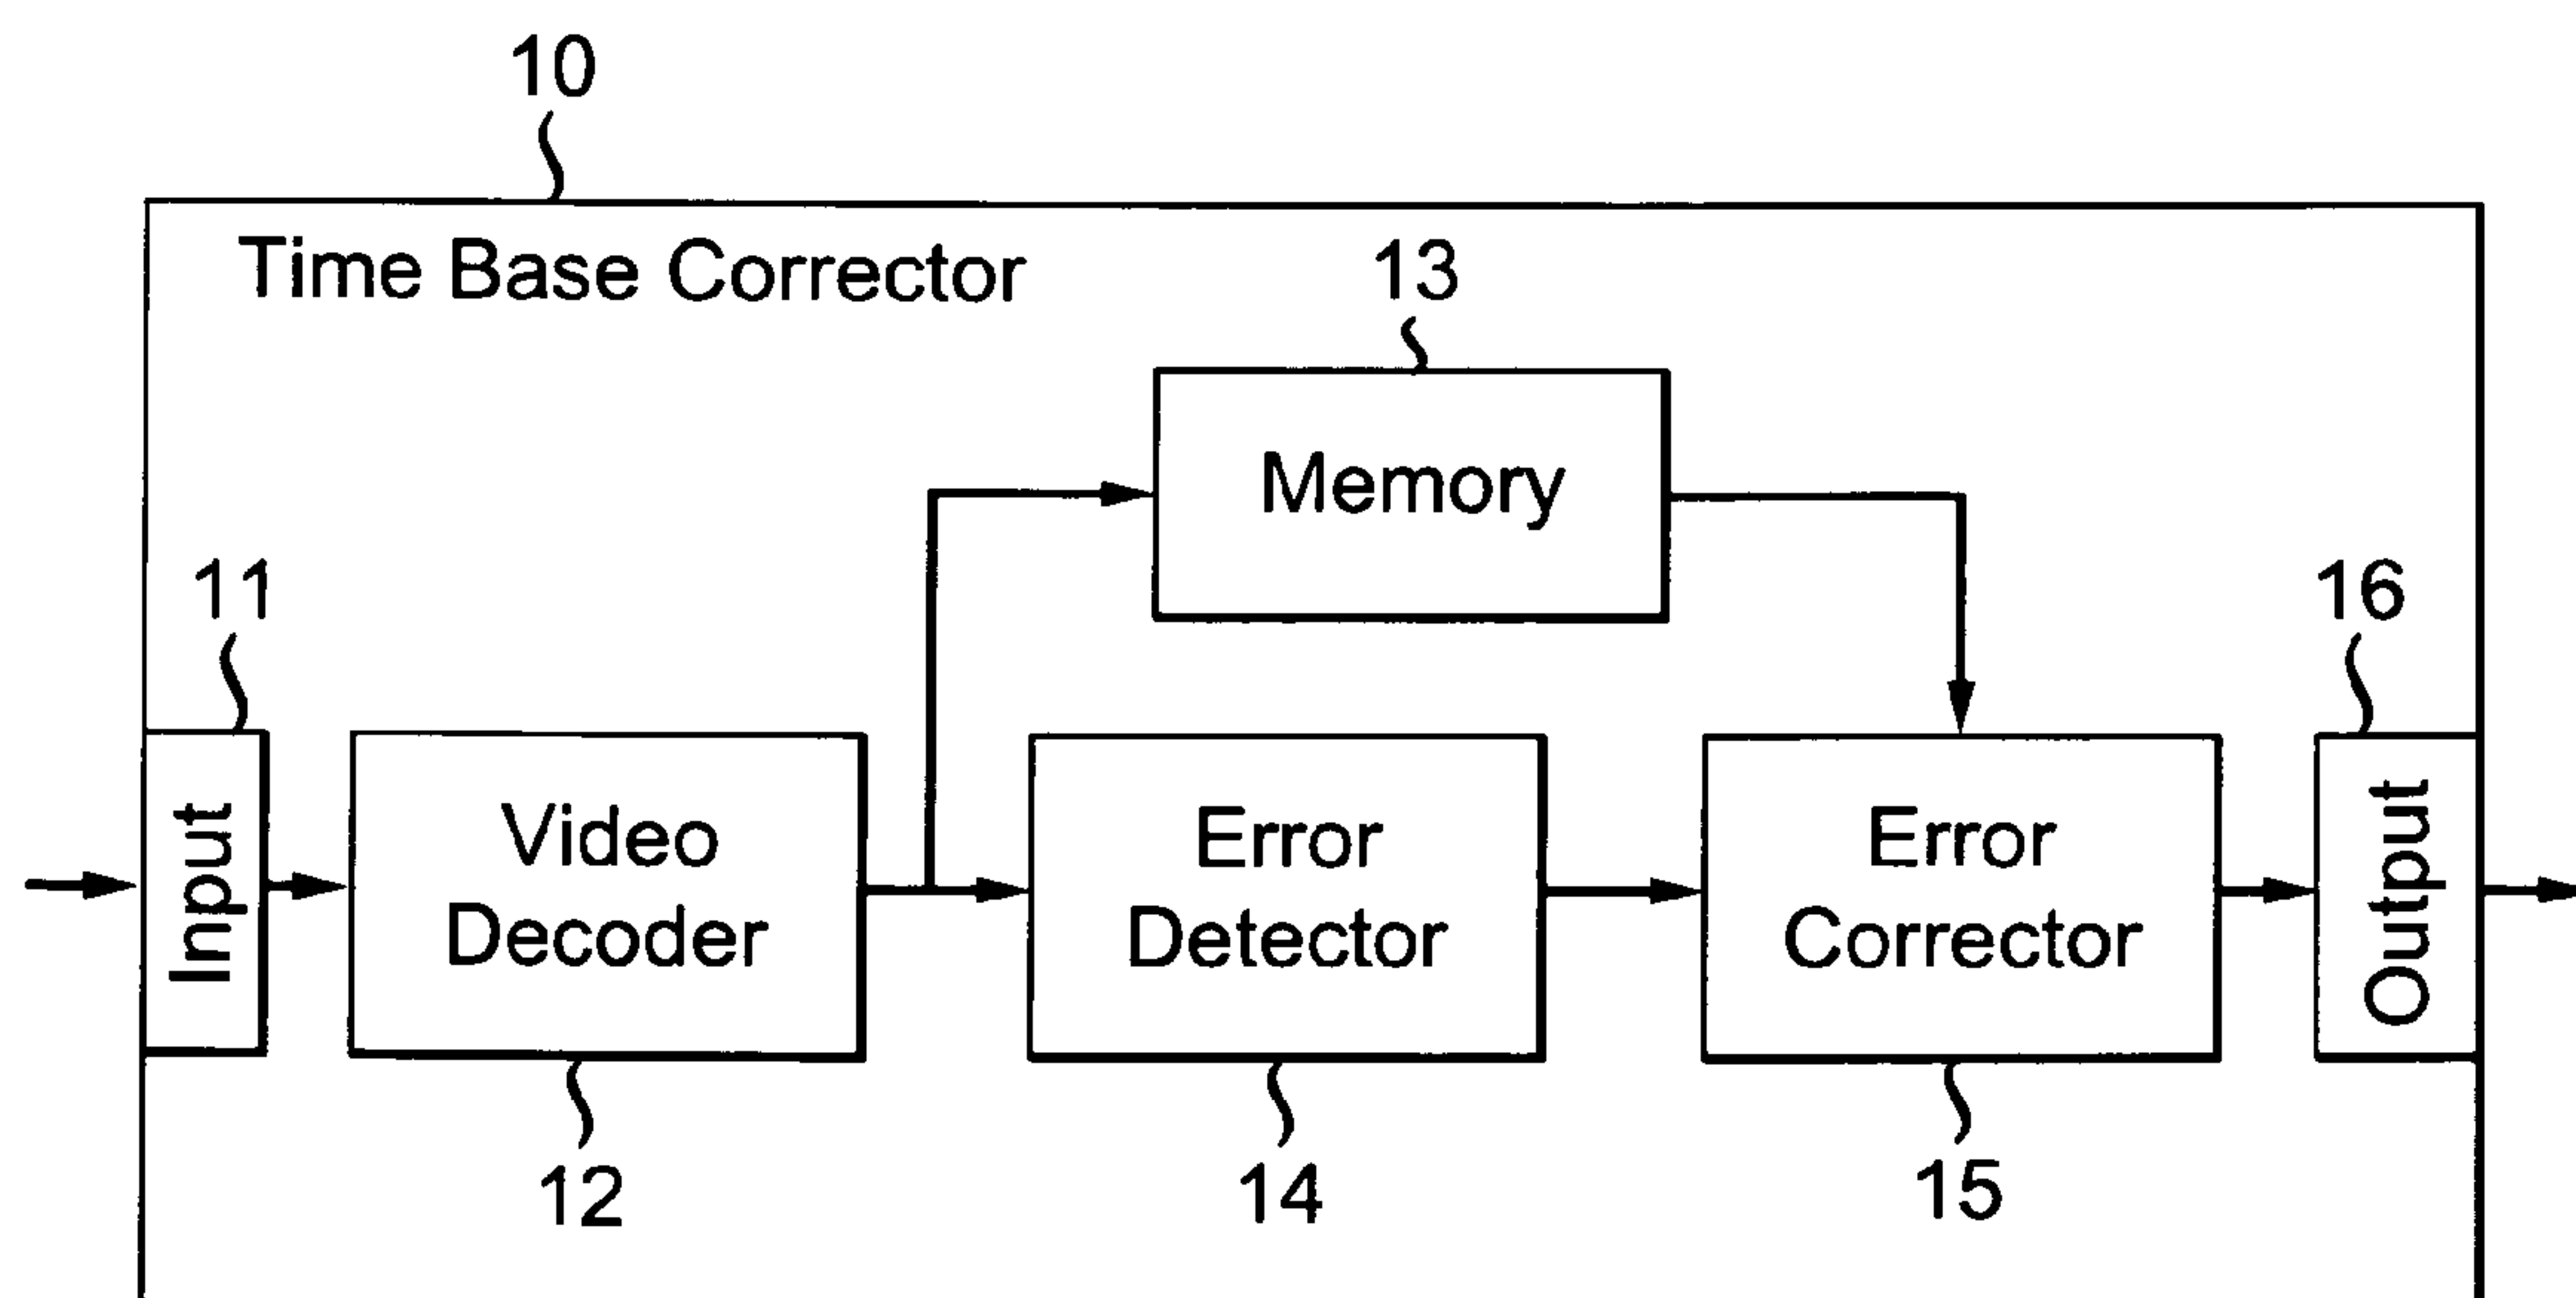 10
Time Base Corrector
13
Memory
11
16
Input
Video
Decoder
Error
Detector
Error
Corrector
Output
12
14
15